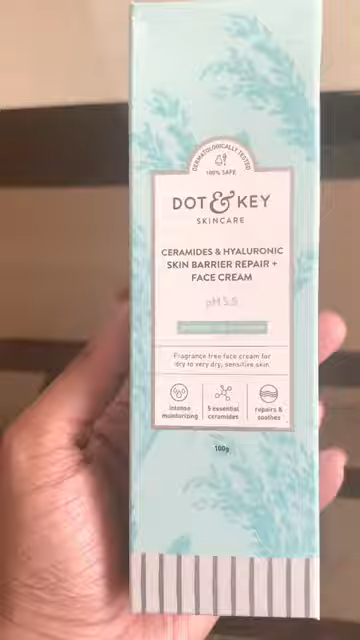 DERMATOLOGICALLY TESTED
100% SAFE
DOT & KEY
SKINCARE
CERAMIDES & HYALURONIC
SKIN BARRIER REPAIR +
FACE CREAM
pH 5.5
Fragrance free face cream for
dry to very dry, sensitive skin
intense
moisturizing
5 essential
ceramides
repairs &
soothes
100g